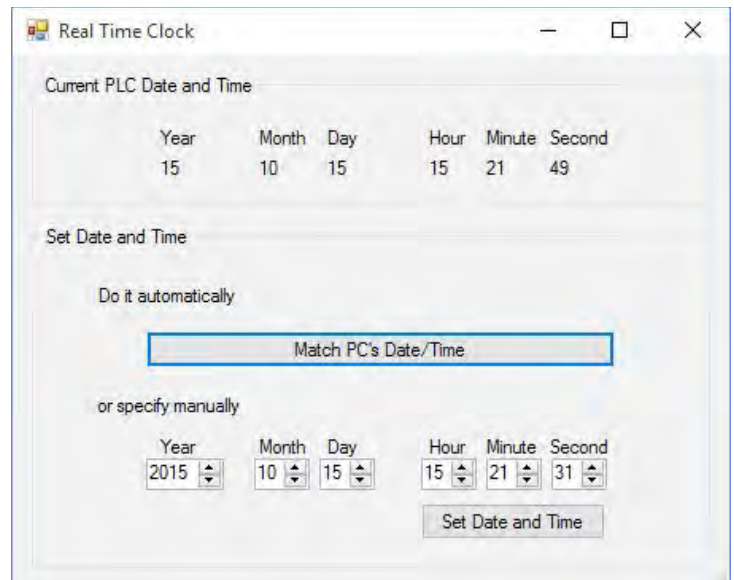 Real Time Clock
Current PLC Date and Time
Year Month Day Hour Minute Second
15 10 15 15 21 49
Set Date and Time
Do it automatically
Match PC's Date/Time
or specify manually
Year Month Day Hour Minute Second
2015 10 15 15 21 31
Set Date and Time